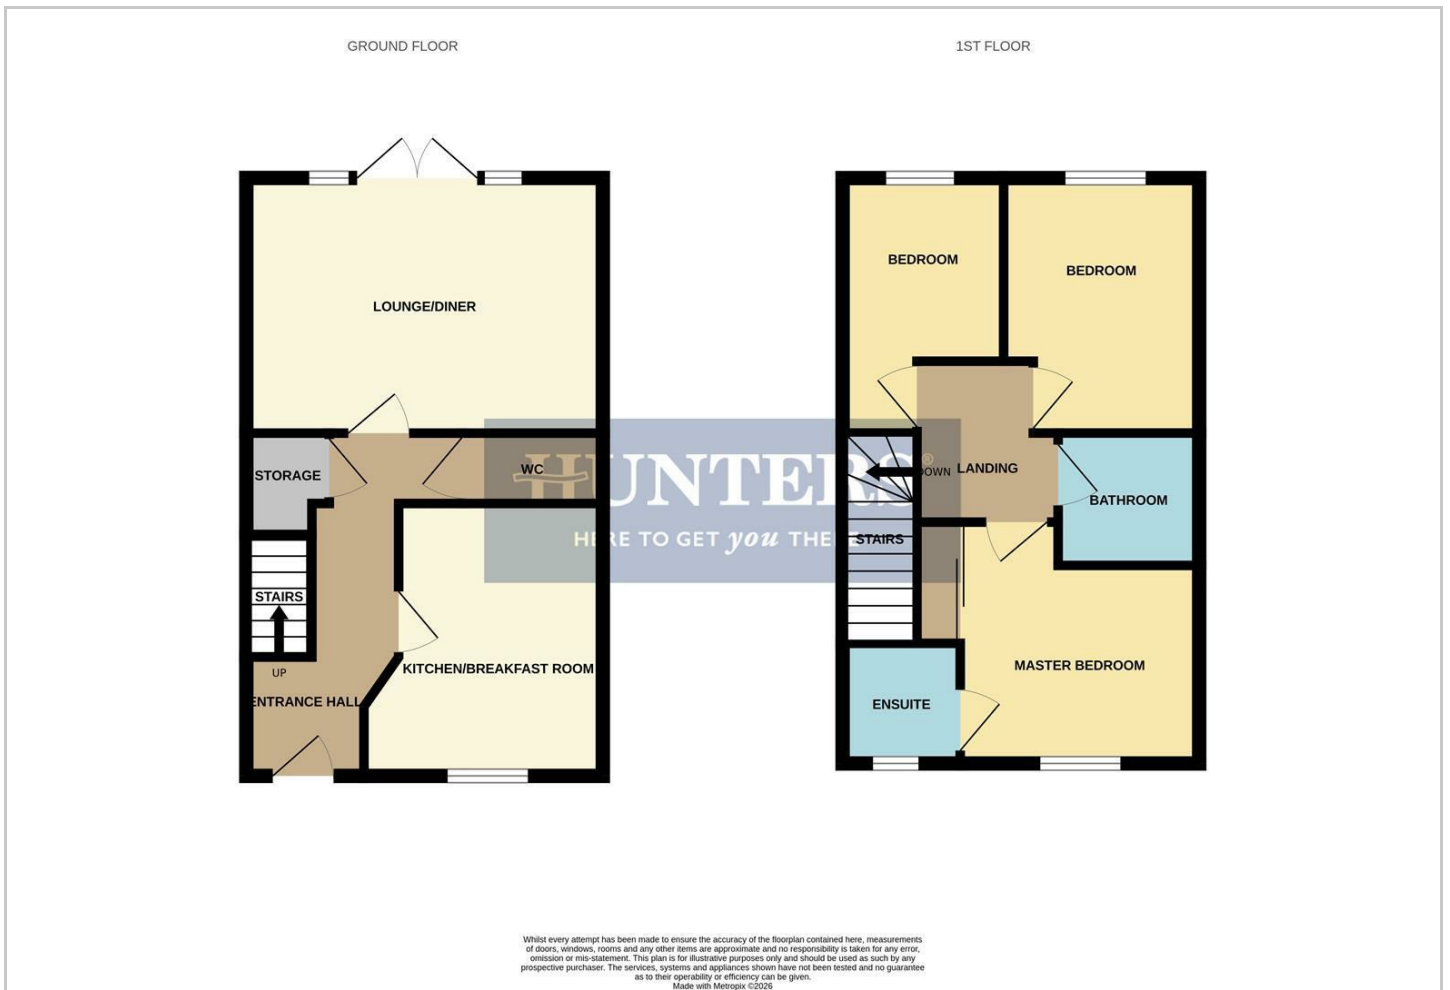 GROUND FLOOR
1ST FLOOR
LOUNGE/DINER
STORAGE
WC
STAIRS
UP
ENTRANCE HALL
KITCHEN/BREAKFAST ROOM
BEDROOM
BEDROOM
DOWN
LANDING
BATHROOM
STAIRS
MASTER BEDROOM
ENSUITE
HUNTERS®
HERE TO GET you THERE
Whilst every attempt has been made to ensure the accuracy of the floorplan contained here, measurements
of doors, windows, rooms and any other items are approximate and no responsibility is taken for any error,
omission or mis-statement. This plan is for illustrative purposes only and should be used as such by any
prospective purchaser. The services, systems and appliances shown have not been tested and no guarantee
as to their operability or efficiency can be given.
Made with Metropix ©2026